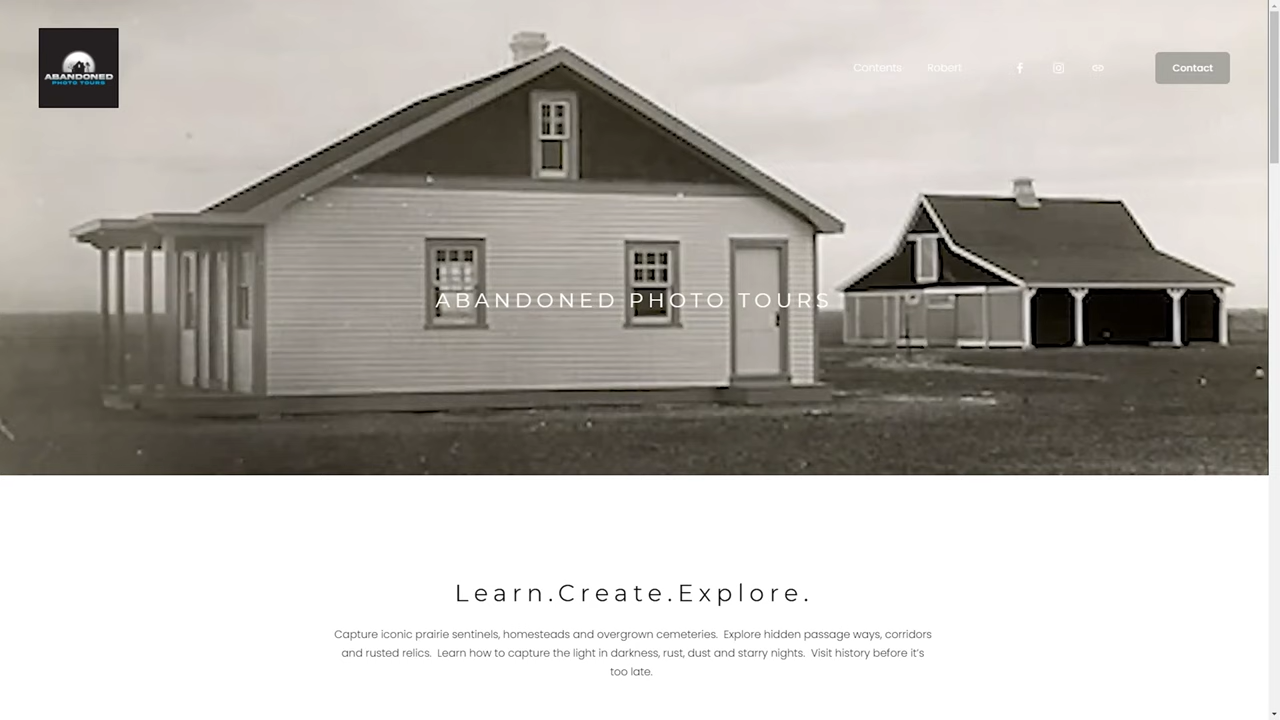 ABANDONED
PHOTO TOURS
Contents Robert Contact
ABANDONED PHOTO TOURS
Learn.Create.Explore.
Capture iconic prairie sentinels, homesteads and overgrown cemeteries. Explore hidden passage ways, corridors
and rusted relics. Learn how to capture the light in darkness, rust, dust and starry nights. Visit history before it's
too late.